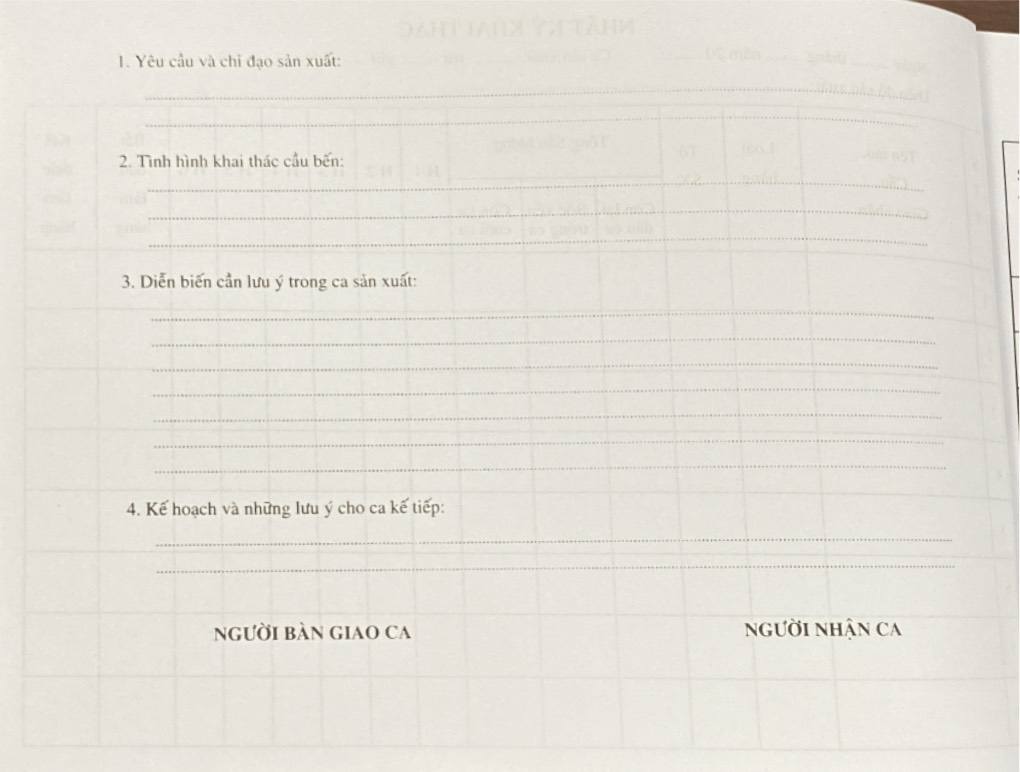 1. Yêu cầu và chỉ đạo sản xuất:
2. Tình hình khai thác cầu bến:
3. Diễn biến cần lưu ý trong ca sản xuất:
4. Kế hoạch và những lưu ý cho ca kế tiếp:
NGƯỜI BÀN GIAO CA
NGƯỜI NHẬN CA